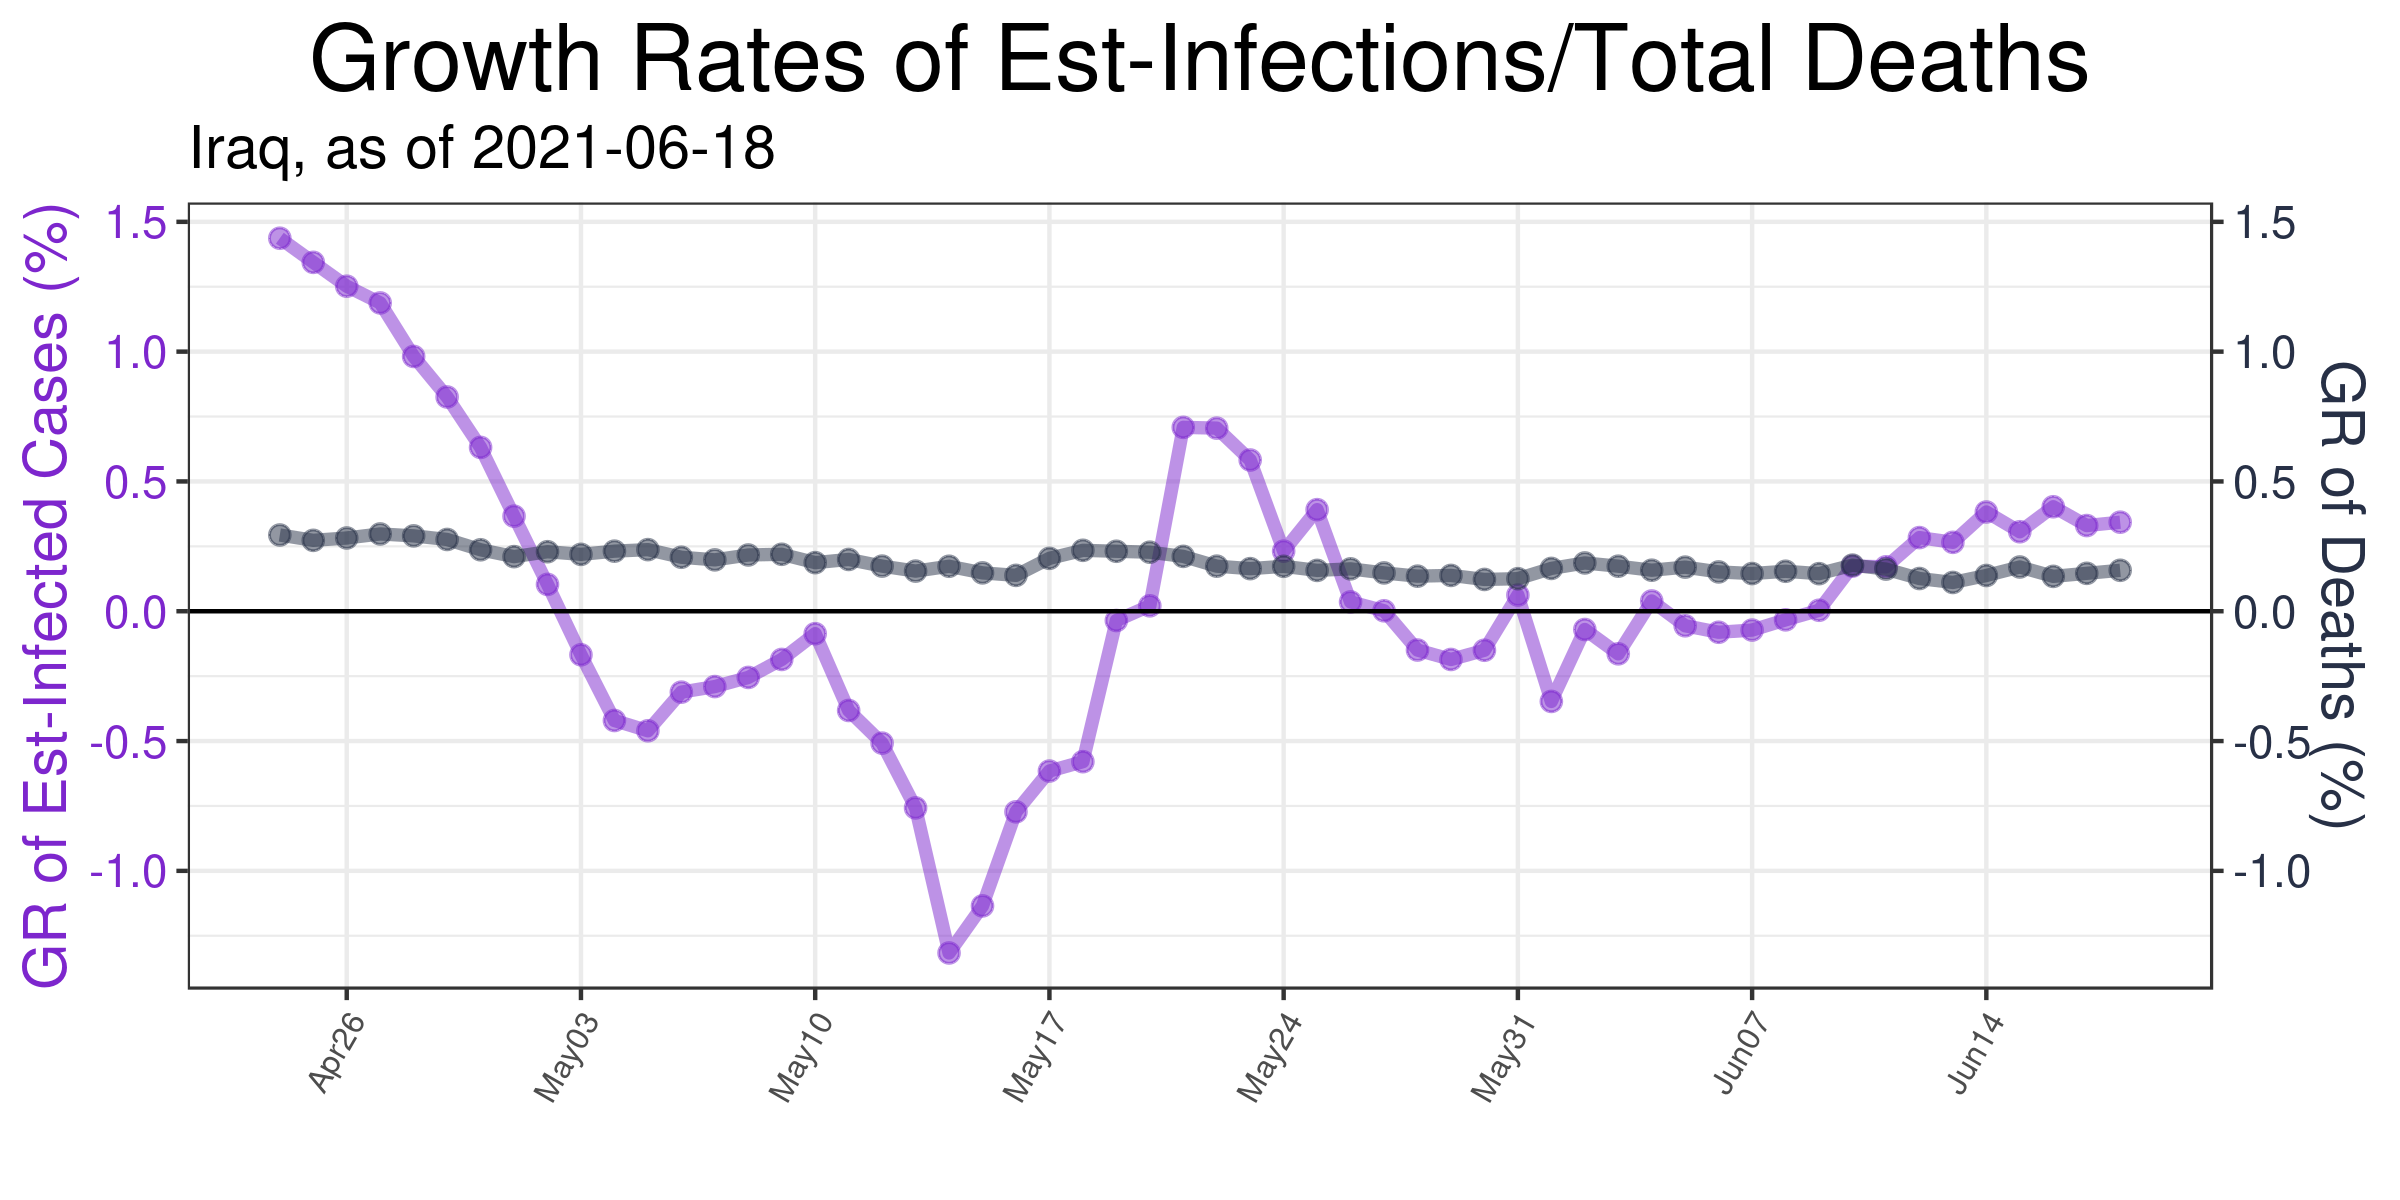 Growth Rates of Est-Infections/Total Deaths
Iraq, as of 2021-06-18
GR of Est-Infected Cases (%)
1.5
1.0
0.5
0.0
-0.5
-1.0
1.5
1.0
0.5
0.0
-0.5
-1.0
GR of Deaths (%)
Apr26
May03
May10
May17
May24
May31
Jun07
Jun14